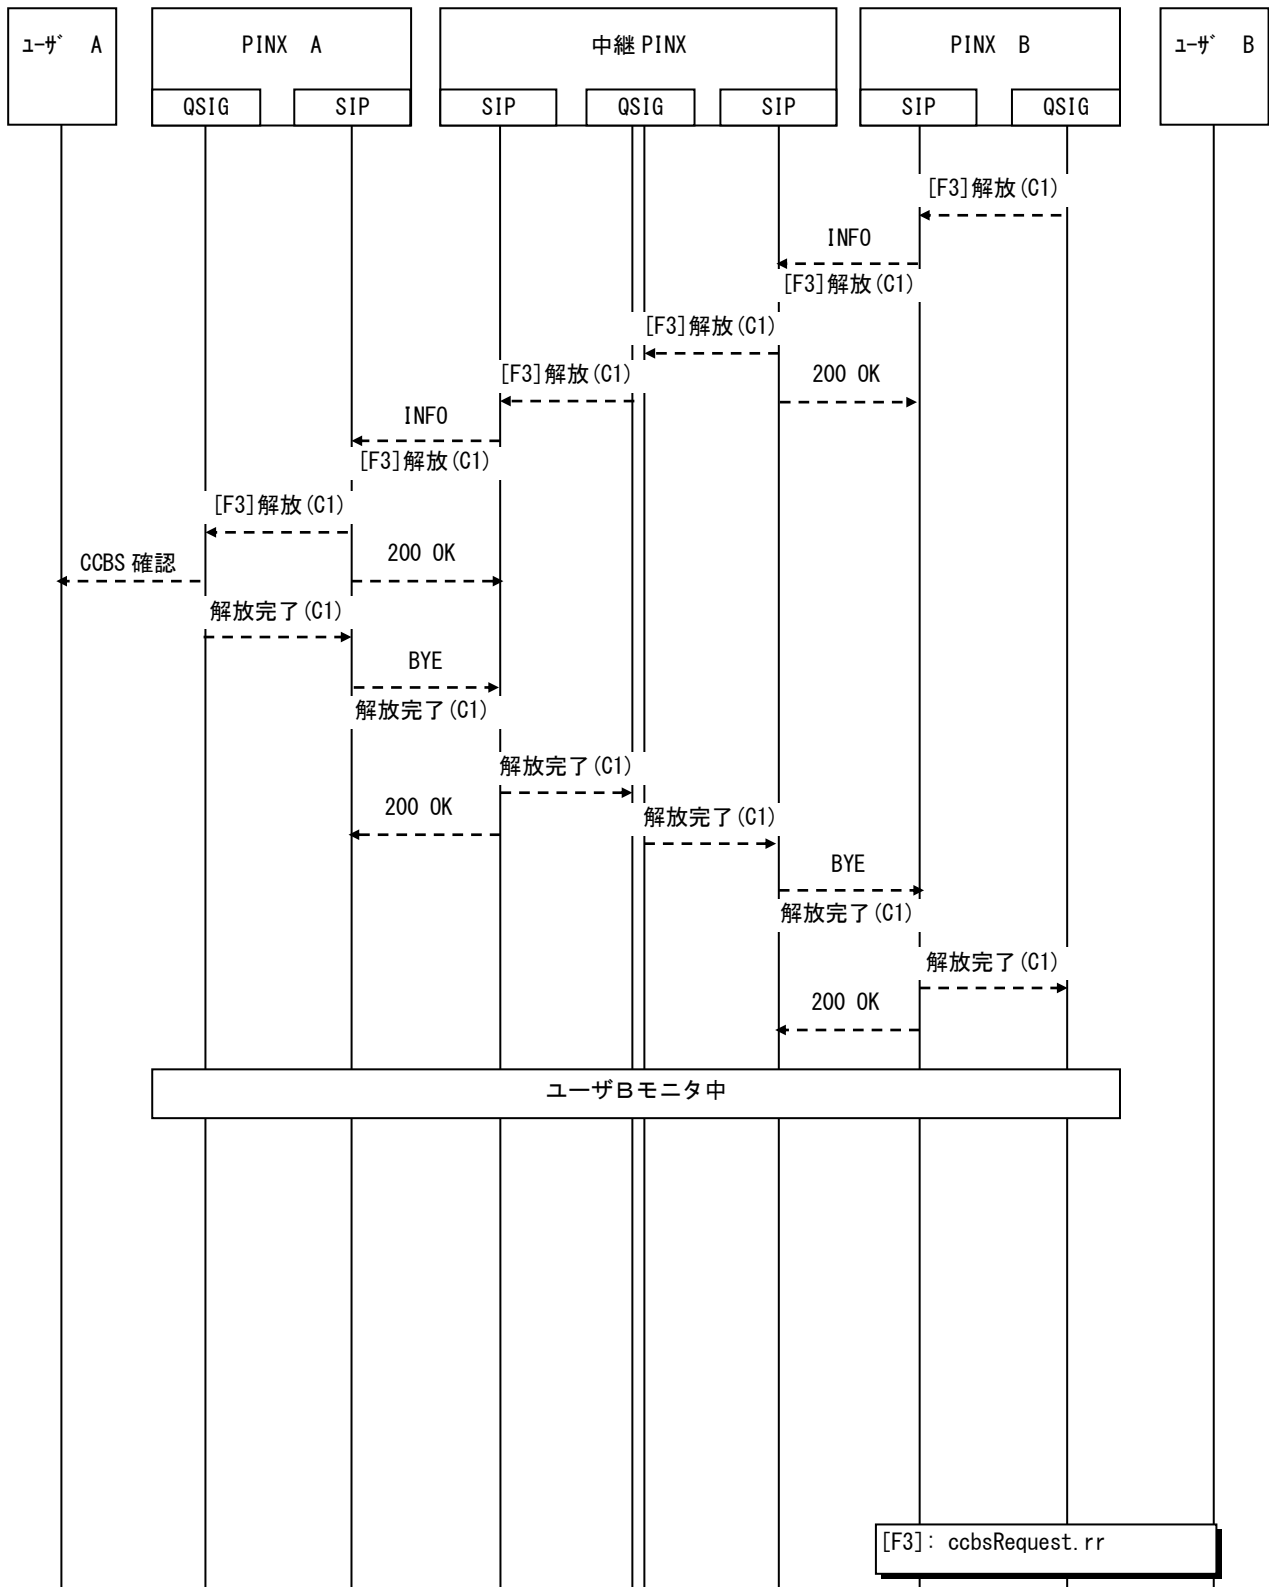 ﾕｰｻﾞ A
PINX A
中継 PINX
PINX B
ﾕｰｻﾞ B
QSIG
SIP
SIP
QSIG
SIP
SIP
QSIG
[F3]解放(C1)
INFO
[F3]解放(C1)
[F3]解放(C1)
[F3]解放(C1)
200 OK
INFO
[F3]解放(C1)
[F3]解放(C1)
CCBS 確認
200 OK
解放完了(C1)
BYE
解放完了(C1)
解放完了(C1)
200 OK
解放完了(C1)
BYE
解放完了(C1)
解放完了(C1)
200 OK
ユーザBモニタ中
[F3]: ccbsRequest.rr